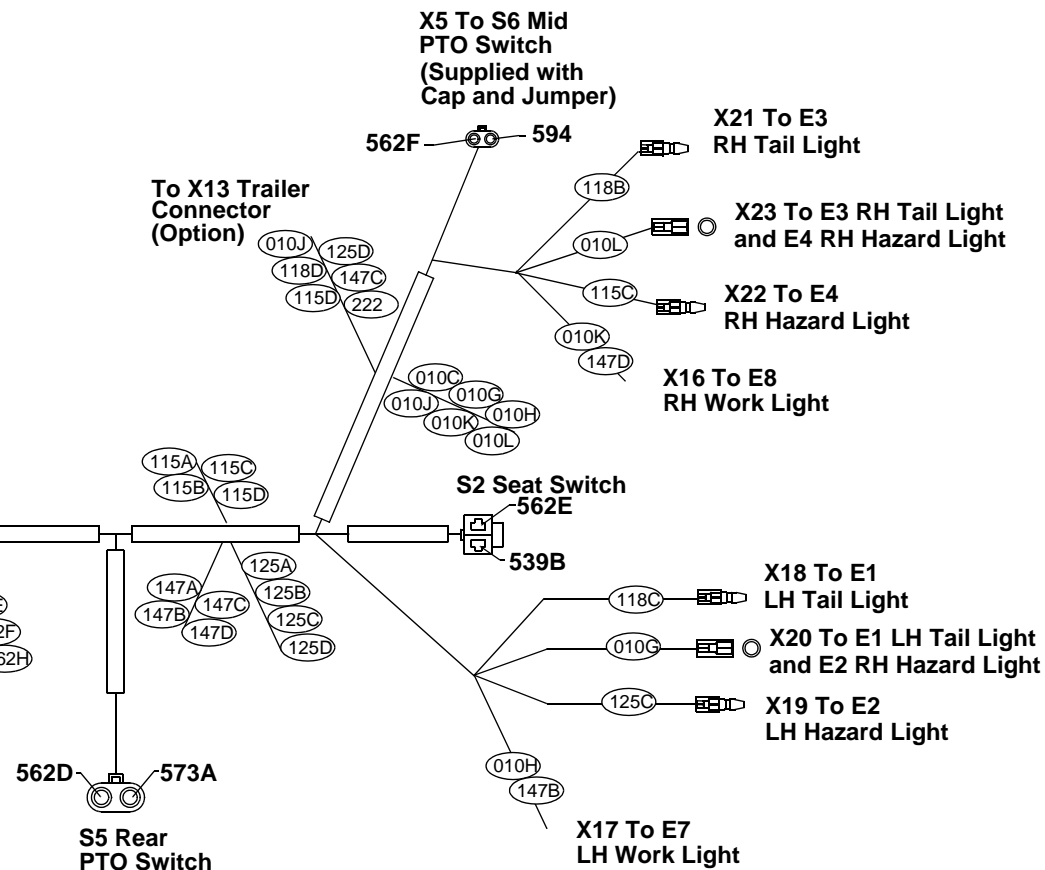 X5 To S6 Mid
PTO Switch
(Supplied with
Cap and Jumper)
562F
594
X21 To E3
RH Tail Light
118B
To X13 Trailer
Connector
(Option)
010J
125D
118D
147C
115D
222
010L
X23 To E3 RH Tail Light
and E4 RH Hazard Light
115C
X22 To E4
RH Hazard Light
010K
147D
X16 To E8
RH Work Light
010C
010G
010J
010H
010K
010L
115A
115C
115B
115D
S2 Seat Switch
562E
539B
147A
147C
147B
147D
125A
125B
125C
125D
2F
62H
118C
X18 To E1
LH Tail Light
010G
X20 To E1 LH Tail Light
and E2 RH Hazard Light
125C
X19 To E2
LH Hazard Light
010H
147B
X17 To E7
LH Work Light
562D
573A
S5 Rear
PTO Switch